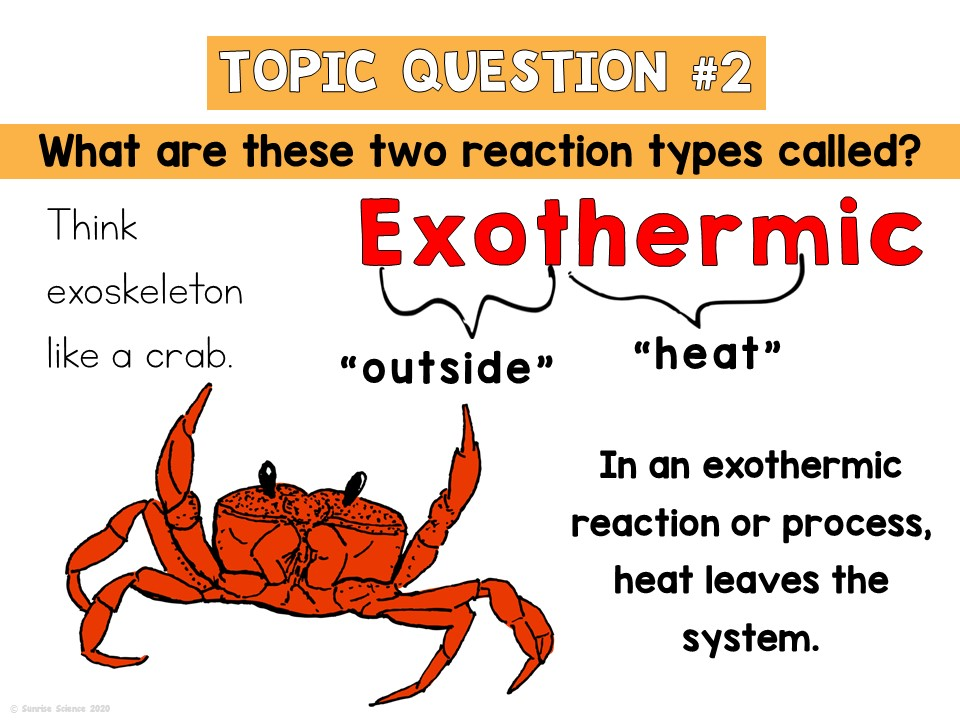 TOPIC QUESTION #2
What are these two reaction types called?
Think
exoskeleton
like a crab.
Exothermic
“outside”
“heat”
In an exothermic
reaction or process,
heat leaves the
system.
© Sunrise Science 2020